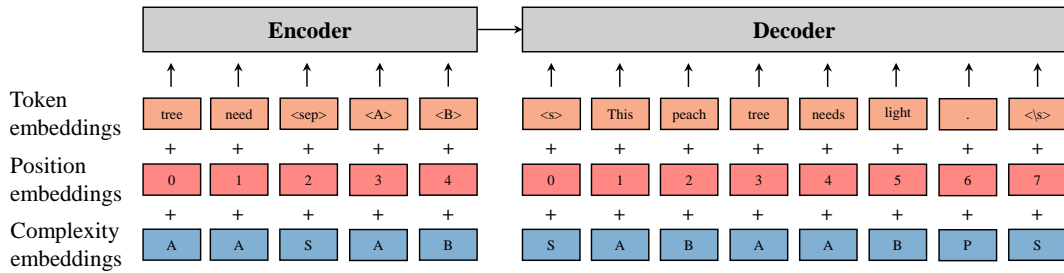 Encoder Decoder
Token embeddings tree need <sep> <A> <B> <s> This peach tree needs light . <\s>
+ + + + + + + + + + + + +
Position embeddings 0 1 2 3 4 0 1 2 3 4 5 6 7
+ + + + + + + + + + + + +
Complexity embeddings A A S A B S A B A A B P S